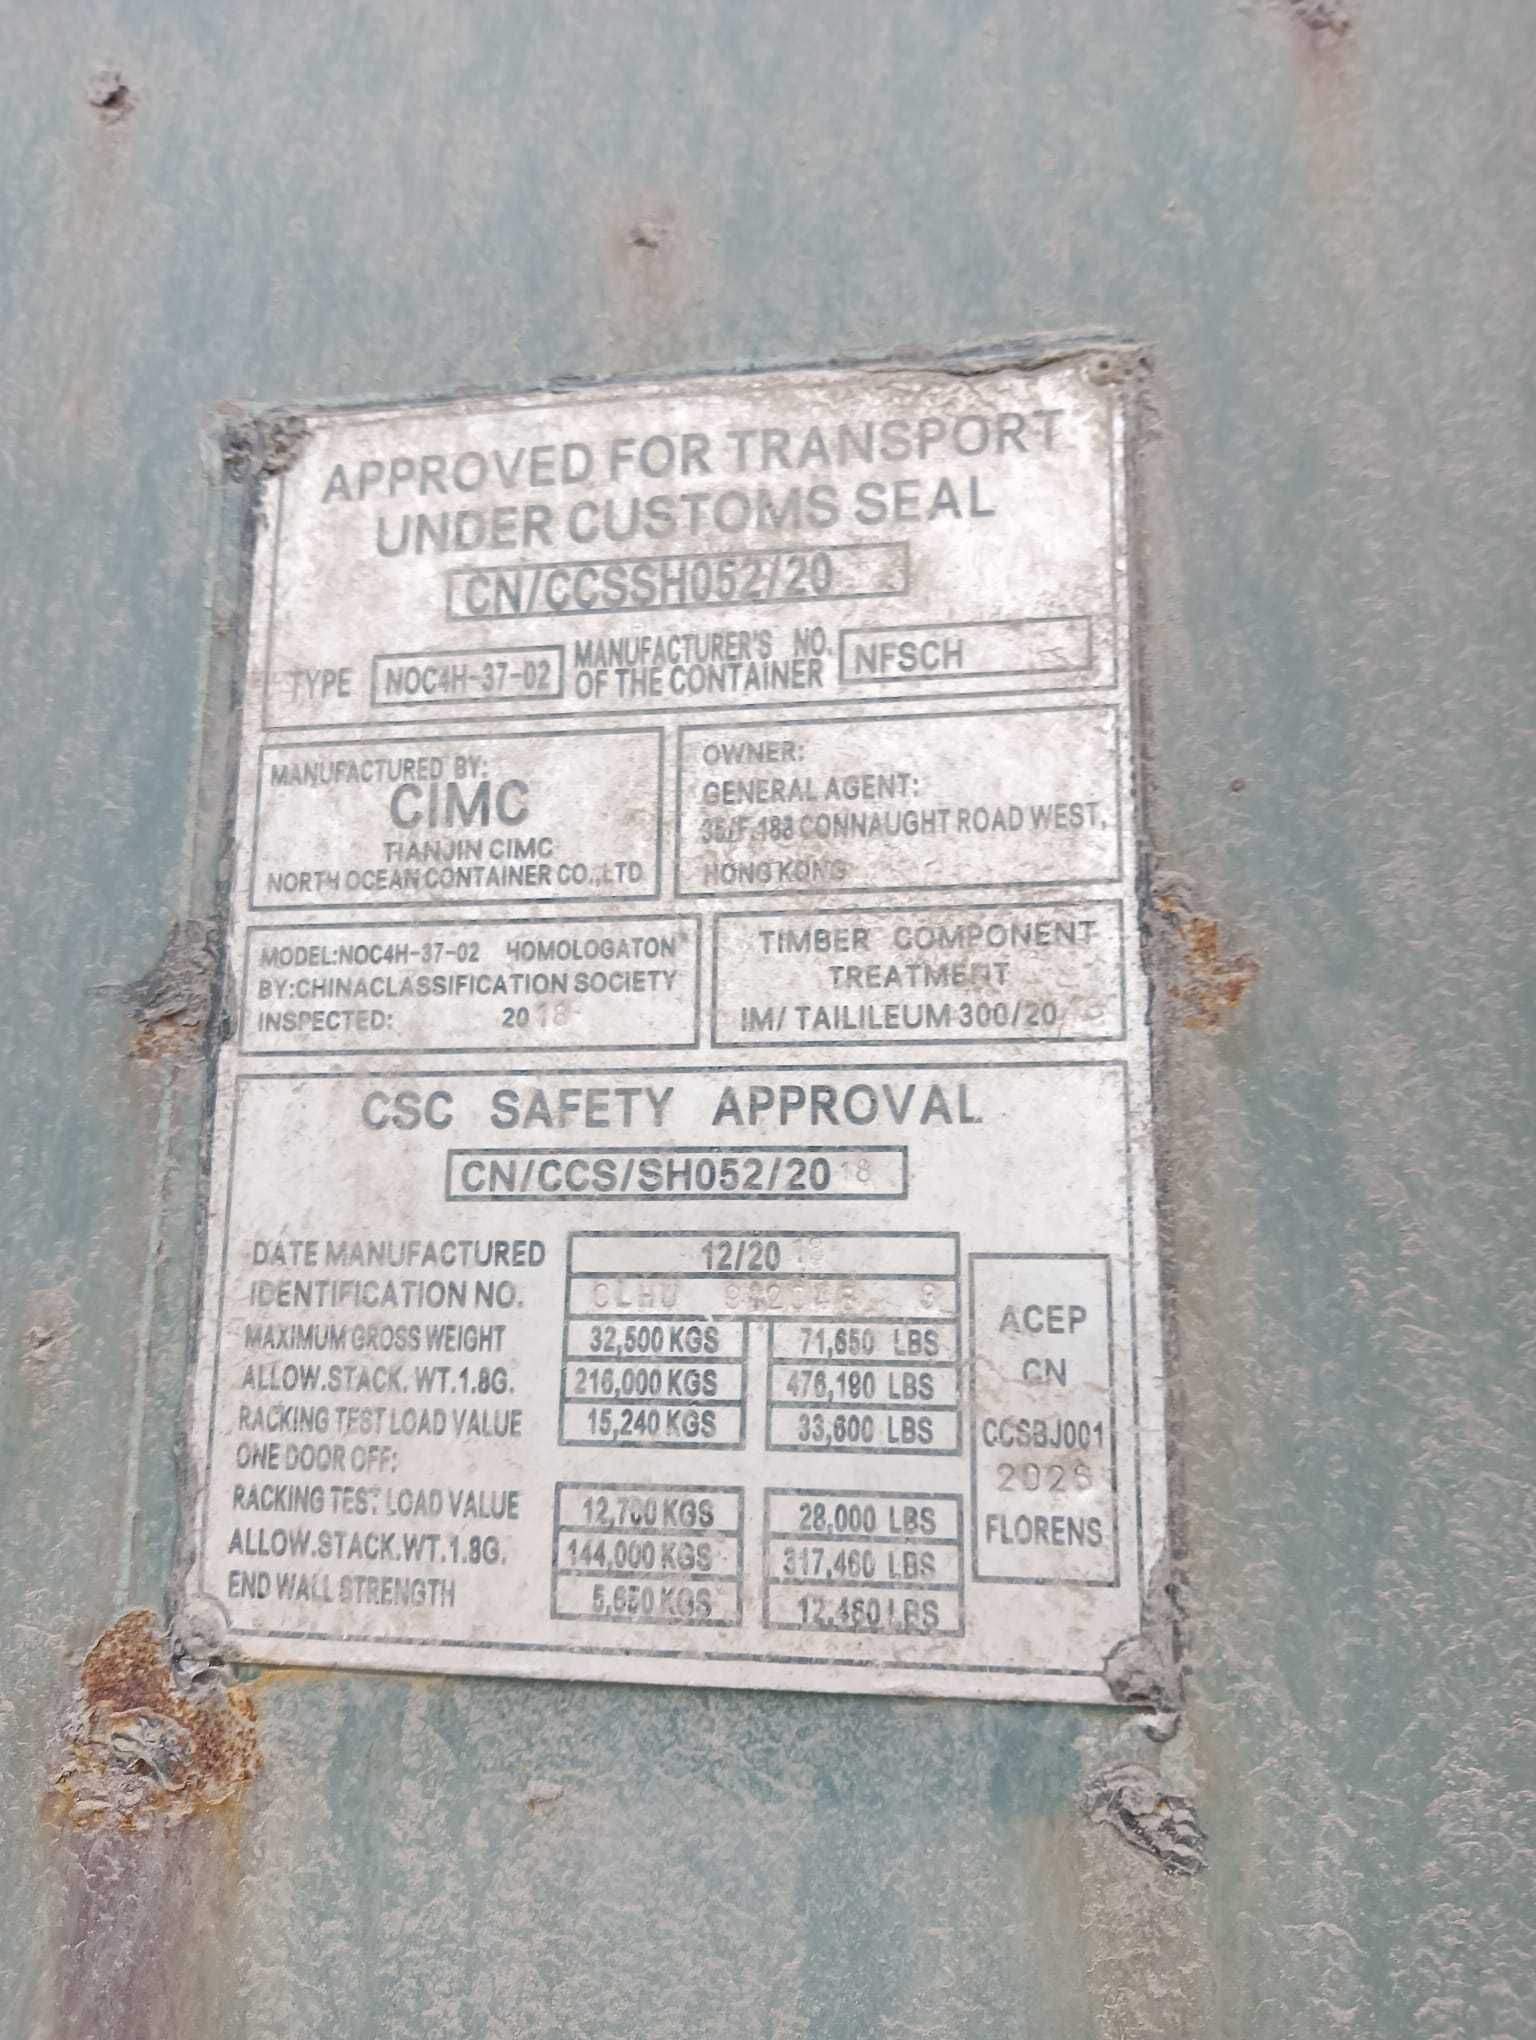 APPROVED FOR TRANSPORT
UNDER CUSTOMS SEAL
CN/CCSSH052/20
TYPE NOC4H-37-02 MANUFACTURER'S NO. OF THE CONTAINER NFSCH
MANUFACTURED BY:
CIMC
TIANJIN CIMC
NORTH OCEAN CONTAINER CO.,LTD
OWNER:
GENERAL AGENT:
CONNAUGHT ROAD WEST,
HONG KONG
MODEL:NOC4H-37-02 HOMOLOGATON
BY:CHINACLASSIFICATION SOCIETY
INSPECTED: 2018
TIMBER COMPONENT
TREATMENT
IM/ TAILILEUM 300/20
CSC SAFETY APPROVAL
CN/CCS/SH052/2018
DATE MANUFACTURED 12/20
IDENTIFICATION NO.
MAXIMUM GROSS WEIGHT 32,500 KGS 71,650 LBS
ALLOW.STACK. WT.1.8G. 216,000 KGS 476,190 LBS
RACKING TEST LOAD VALUE 15,240 KGS 33,600 LBS
ONE DOOR OFF:
RACKING TEST LOAD VALUE 12,700 KGS 28,000 LBS
ALLOW.STACK.WT.1.8G. 144,000 KGS 317,460 LBS
END WALL STRENGTH KGS LBS
ACEP
CN
CCSBJ001
FLORENS